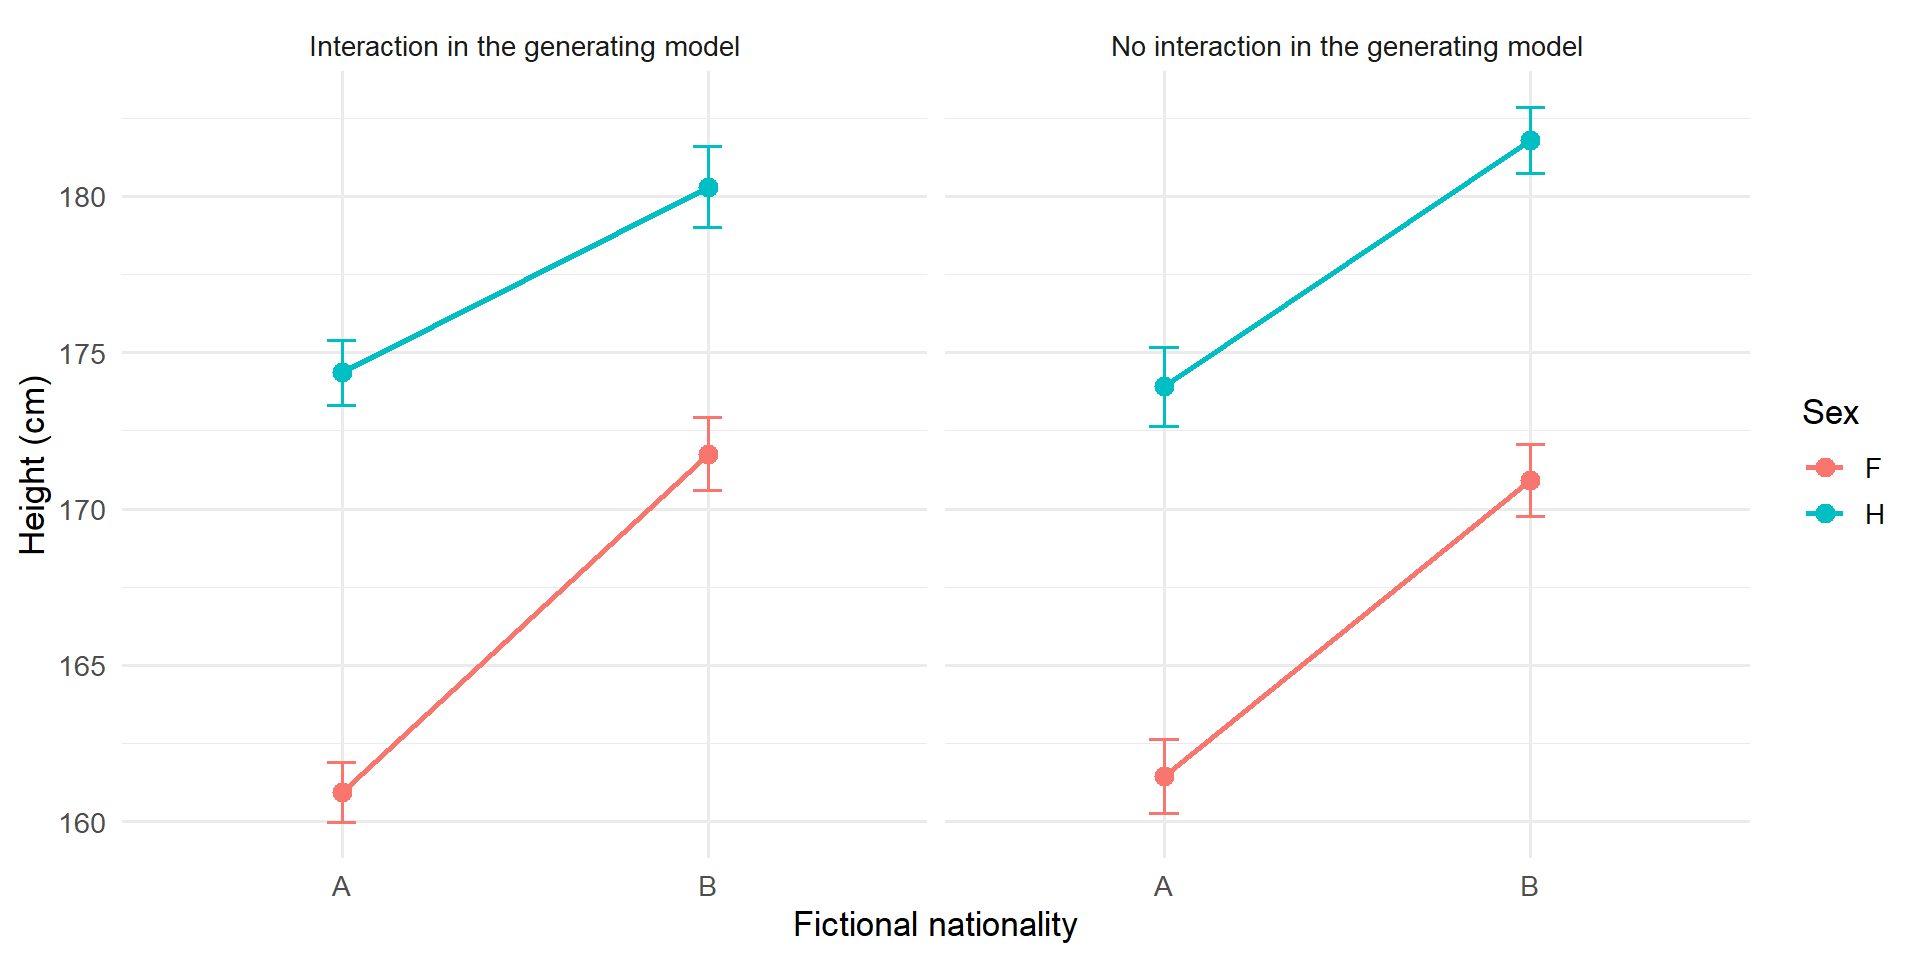 Interaction in the generating model
No interaction in the generating model
Height (cm)
180
175
170
165
160
A
B
A
B
Fictional nationality
Sex
F
H